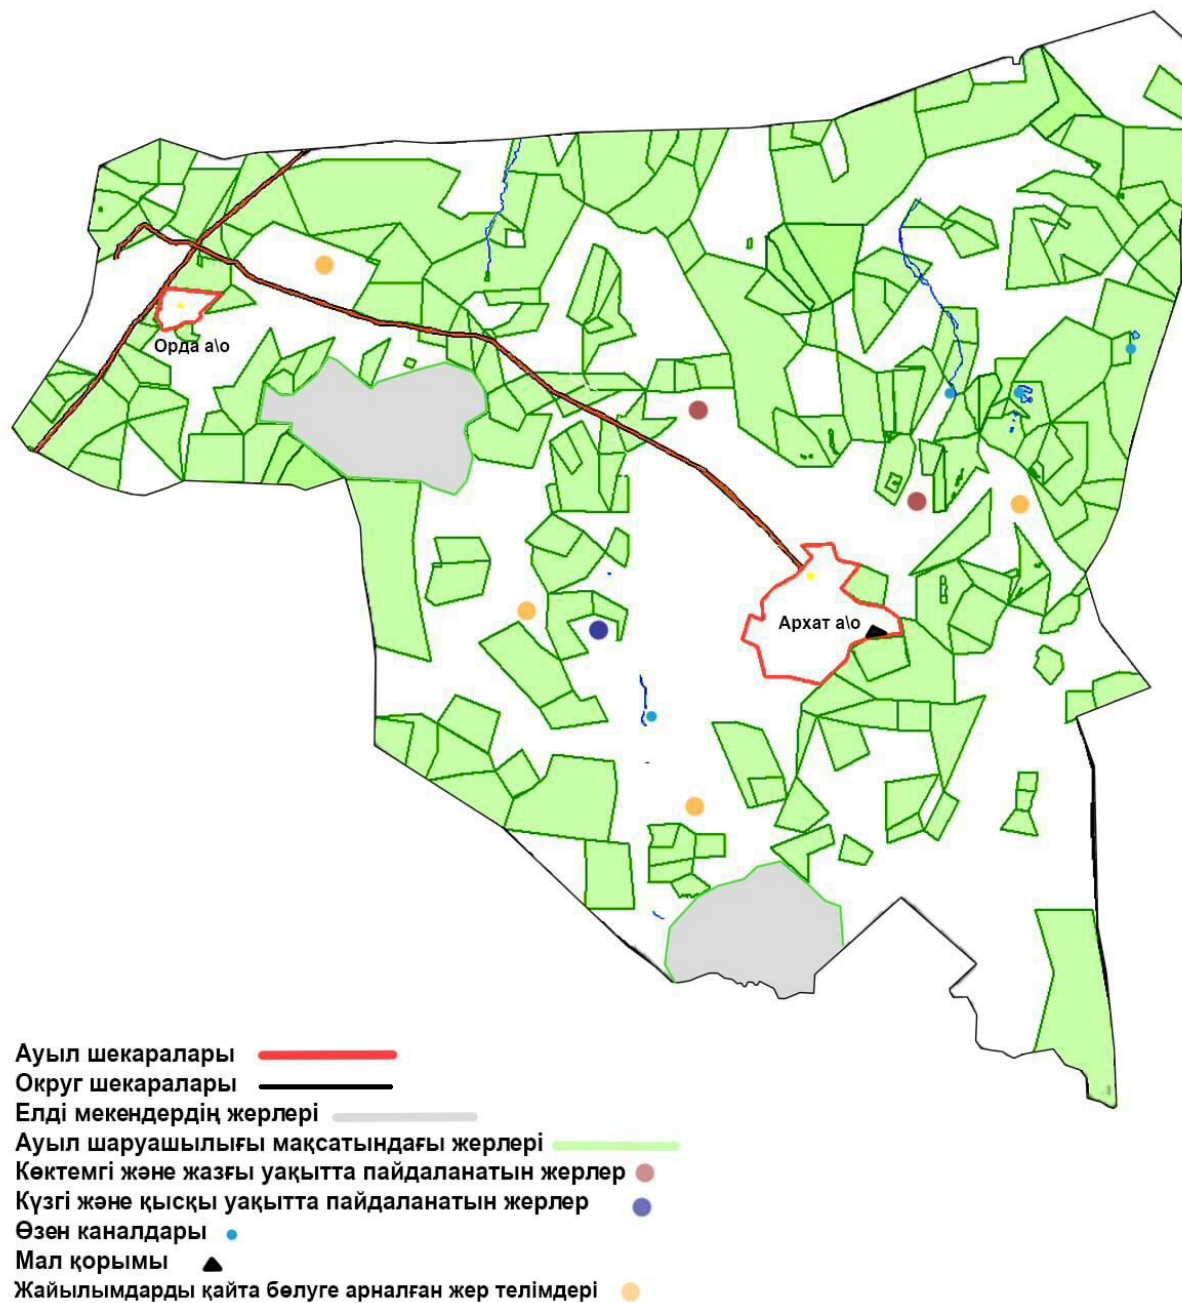 Орда а\о
Архат а\о
Ауыл шекаралары
Округ шекаралары
Елді мекендердің жерлері
Ауыл шаруашылығы мақсатындағы жерлері
Көктемгі және жазғы уақытта пайдаланатын жерлер
Күзгі және қысқы уақытта пайдаланатын жерлер
Өзен каналдары
Мал қорымы
Жайылымдарды қайта бөлуге арналған жер телімдері